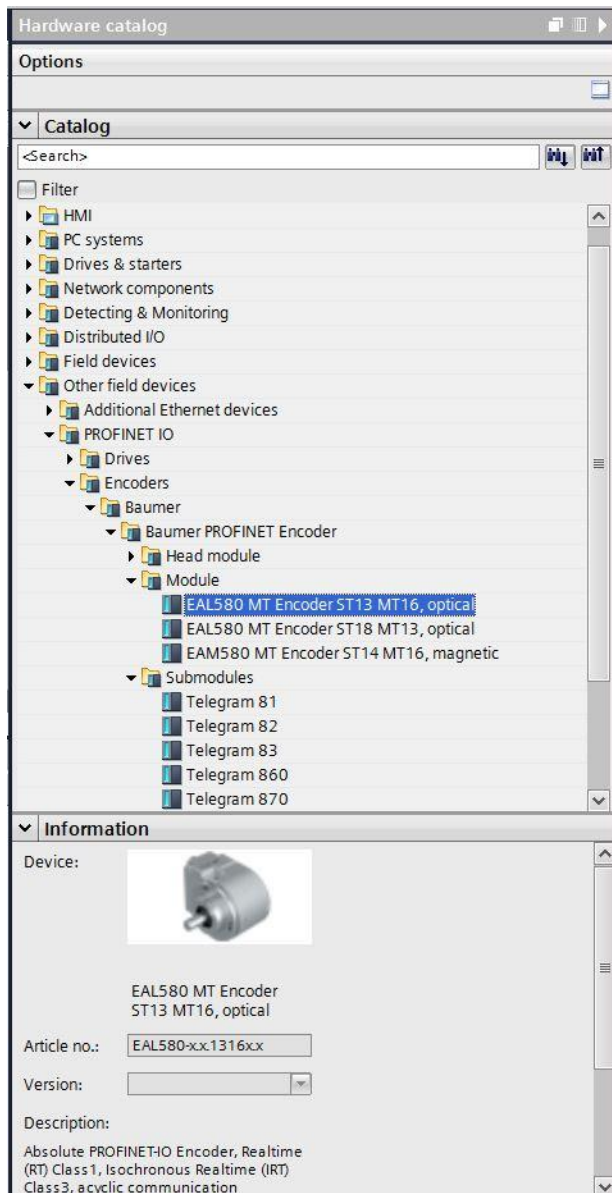 Hardware catalog
Options
Catalog
<Search>
Filter
HMI
PC systems
Drives & starters
Network components
Detecting & Monitoring
Distributed I/O
Field devices
Other field devices
Additional Ethernet devices
PROFINET IO
Drives
Encoders
Baumer
Baumer PROFINET Encoder
Head module
Module
EAL580 MT Encoder ST13 MT16, optical
EAL580 MT Encoder ST18 MT13, optical
EAM580 MT Encoder ST14 MT16, magnetic
Submodules
Telegram 81
Telegram 82
Telegram 83
Telegram 860
Telegram 870
Information
Device:
EAL580 MT Encoder
ST13 MT16, optical
Article no.: EAL580-x.x.1316x.x
Version:
Description:
Absolute PROFINET-IO Encoder, Realtime
(RT) Class1, Isochronous Realtime (IRT)
Class3, acyclic communication